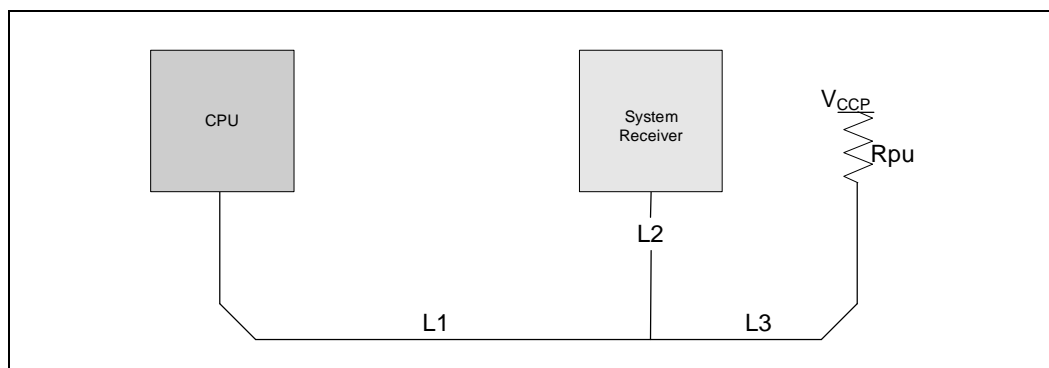 CPU
System
Receiver
VCCP
Rpu
L2
L1
L3